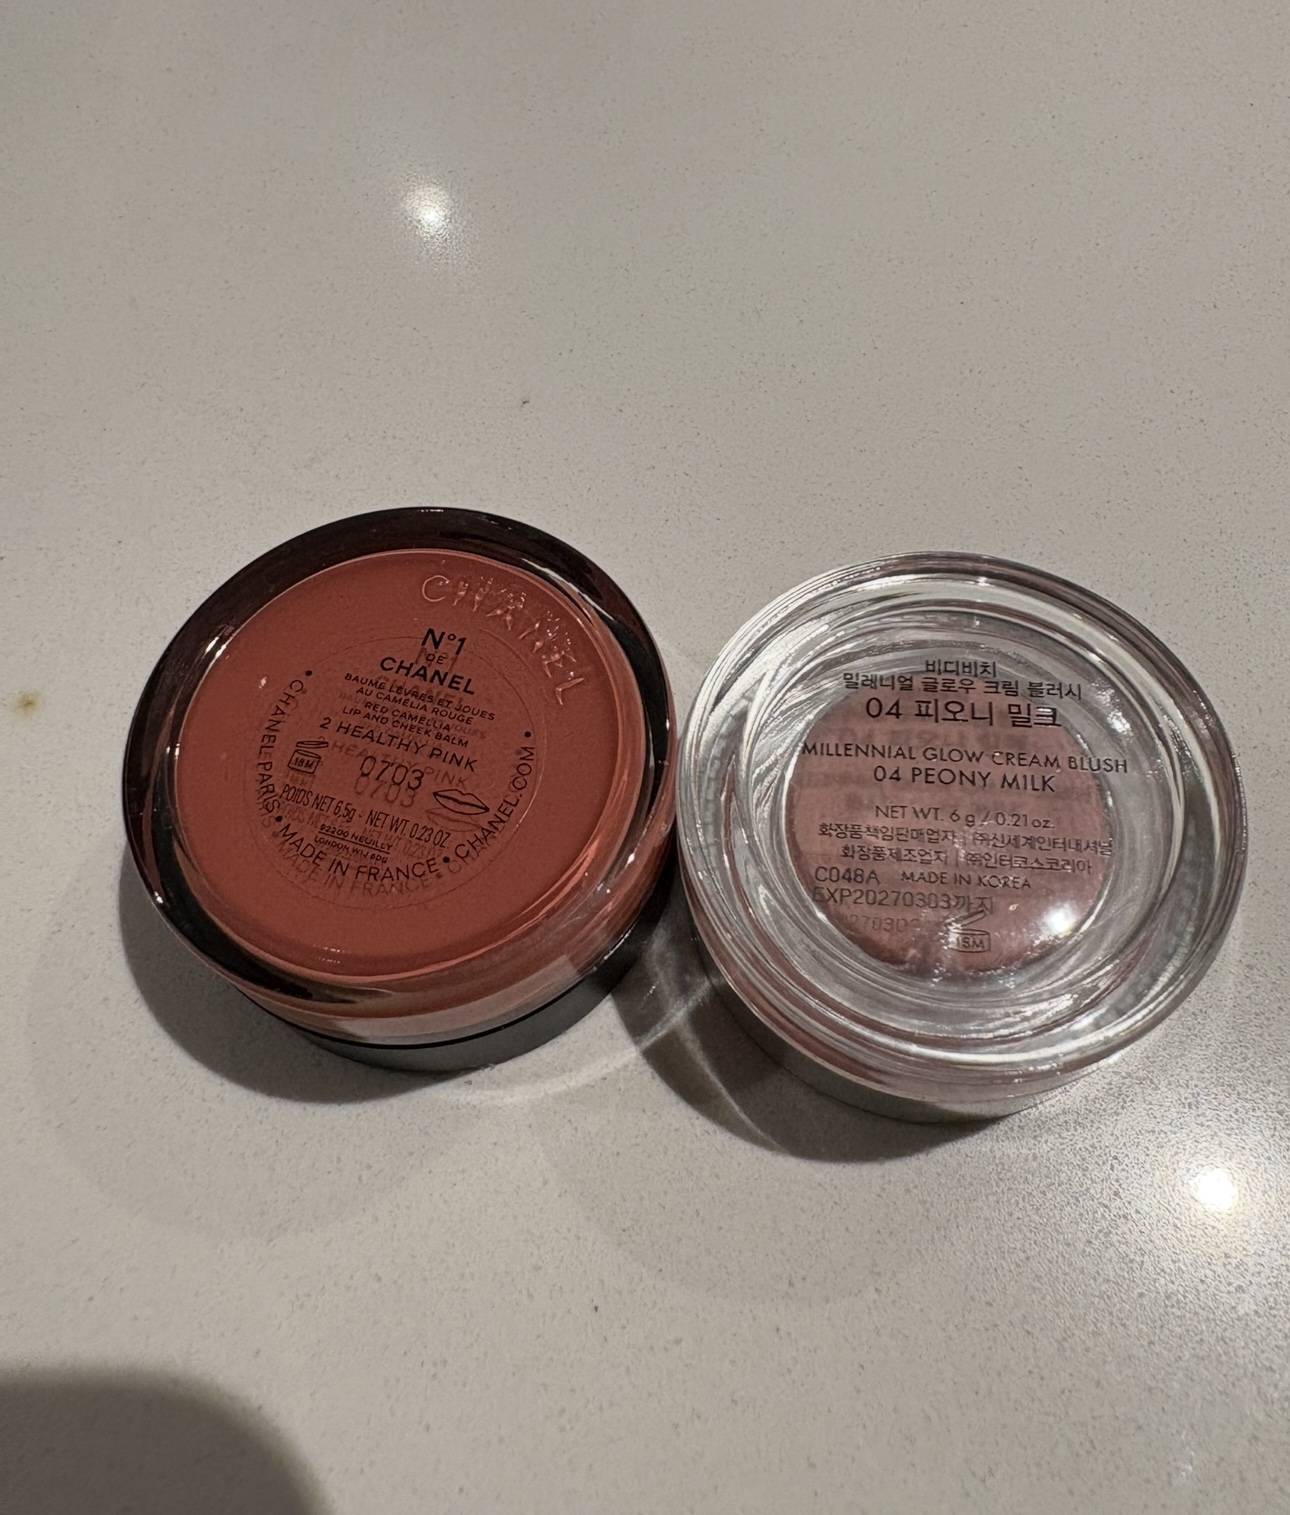 CHANEL
N°1
DE
CHANEL
BAUME LÈVRES ET JOUES
AU CAMÉLIA ROUGE
RED CAMELLIA
LIP AND CHEEK BALM
2 HEALTHY PINK
0703
18M
POIDS NET 6,5g - NET WT. 0.23 OZ.
92200 NEUILLY
LONDON W1J 6DG
• CHANEL PARIS • MADE IN FRANCE • CHANEL.COM •
비디비치
밀레니얼 글로우 크림 블러시
04 피오니 밀크
MILLENNIAL GLOW CREAM BLUSH
04 PEONY MILK
NET WT. 6 g / 0.21 oz.
화장품책임판매업자 | ㈜신세계인터내셔날
화장품제조업자 | ㈜인터코스코리아
C048A MADE IN KOREA
EXP20270303까지
18M